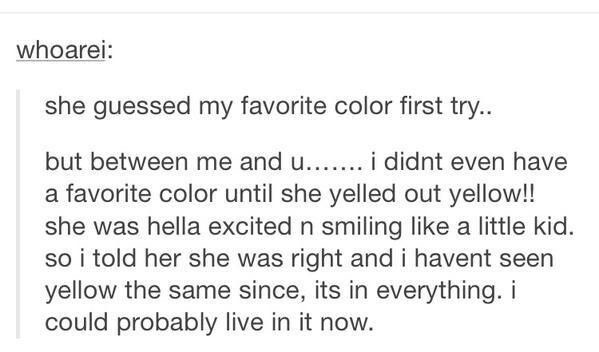 whoarei:
she guessed my favorite color first try..
but between me and u....... i didnt even have
a favorite color until she yelled out yellow!!
she was hella excited n smiling like a little kid.
so i told her she was right and i havent seen
yellow the same since, its in everything. i
could probably live in it now.